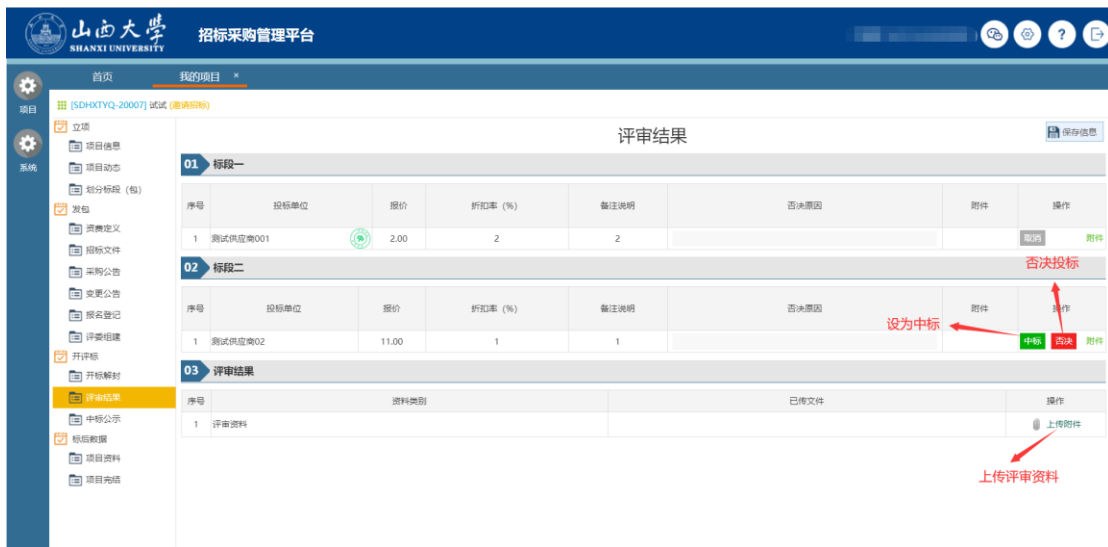 山西大学
SHANXI UNIVERSITY
招标采购管理平台
首页 我的项目 ×
项目
系统
[SDHXTYQ-20007] 试试 (邀请招标)
立项
项目信息
项目动态
划分标段（包）
发包
资费定义
招标文件
采购公告
变更公告
报名登记
评委组建
开评标
开标解封
评审结果
中标公示
标后数据
项目资料
项目完结
评审结果
保存信息
01 标段一
序号 投标单位 报价 折扣率（%） 备注说明 否决原因 附件 操作
1 测试供应商001 2.00 2 2 取消 附件
02 标段二
否决投标
序号 投标单位 报价 折扣率（%） 备注说明 否决原因 附件 操作
设为中标
1 测试供应商02 11.00 1 1 中标 否决 附件
03 评审结果
序号 资料类别 已传文件 操作
1 评审资料 上传附件
上传评审资料